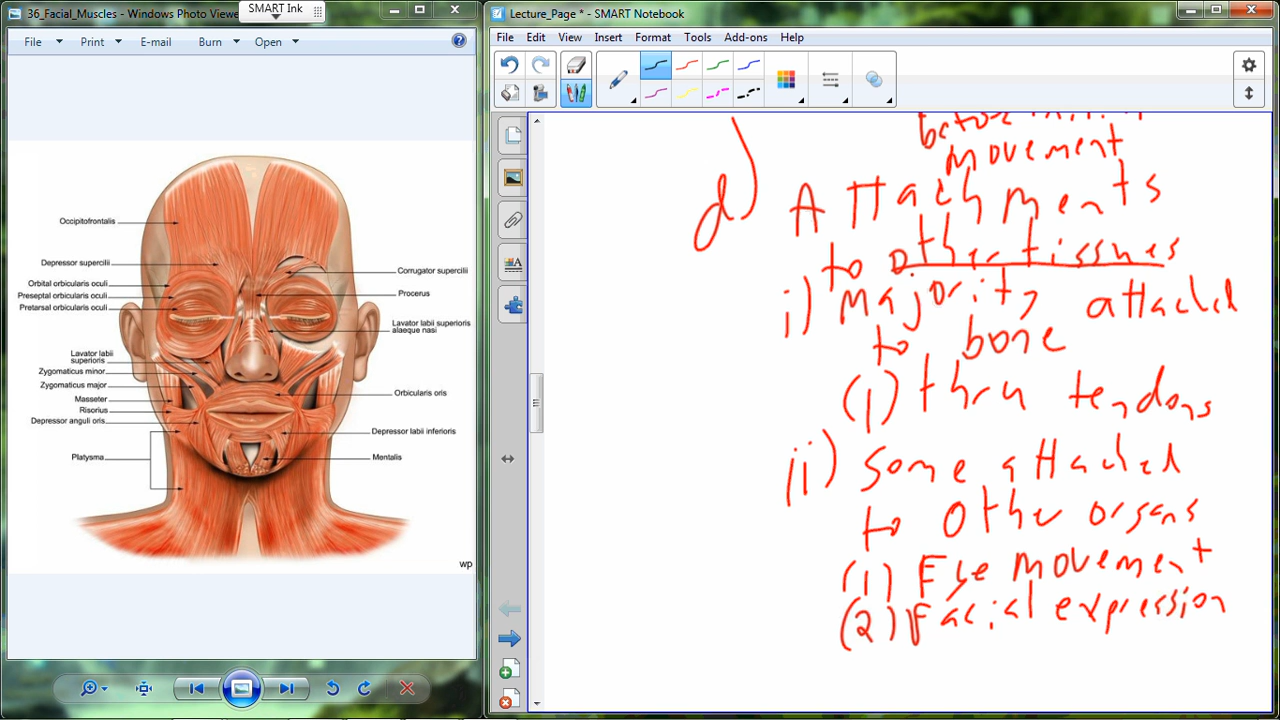 36_Facial_Muscles - Windows Photo Viewer
SMART Ink
File Print E-mail Burn Open
Occipitofrontalis
Depressor supercilii
Orbital orbicularis oculi
Preseptal orbicularis oculi
Pretarsal orbicularis oculi
Lavator labii
superioris
Zygomaticus minor
Zygomaticus major
Masseter
Risorius
Depressor anguli oris
Platysma
Corrugator supercilii
Procerus
Lavator labii superioris
alaeque nasi
Orbicularis oris
Depressor labii inferioris
Mentalis
wp
Lecture_Page * - SMART Notebook
File Edit View Insert Format Tools Add-ons Help
before
movement
d) Attachments
to other tissues
i) Majority attached
to bone
(1) thru tendons
ii) Some attached
to other organs
(1) Eye movement
(2) Facial expression